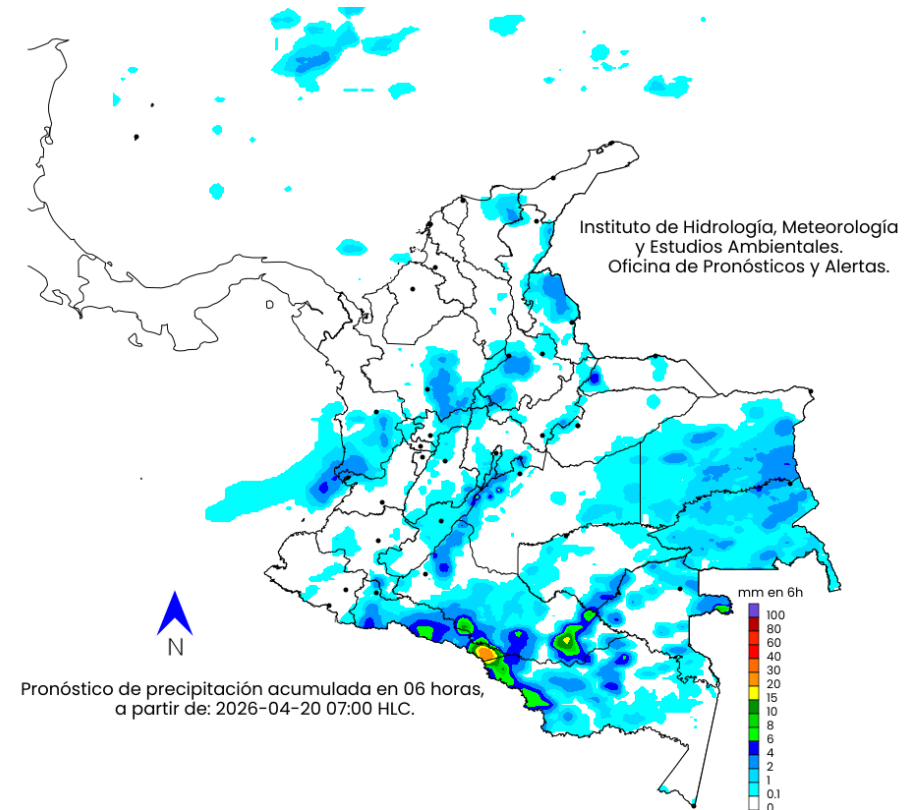 Instituto de Hidrología, Meteorología
y Estudios Ambientales.
Oficina de Pronósticos y Alertas.
mm en 6h
100
80
60
40
30
20
15
10
8
6
4
2
1
0.1
0
N
Pronóstico de precipitación acumulada en 06 horas,
a partir de: 2026-04-20 07:00 HLC.